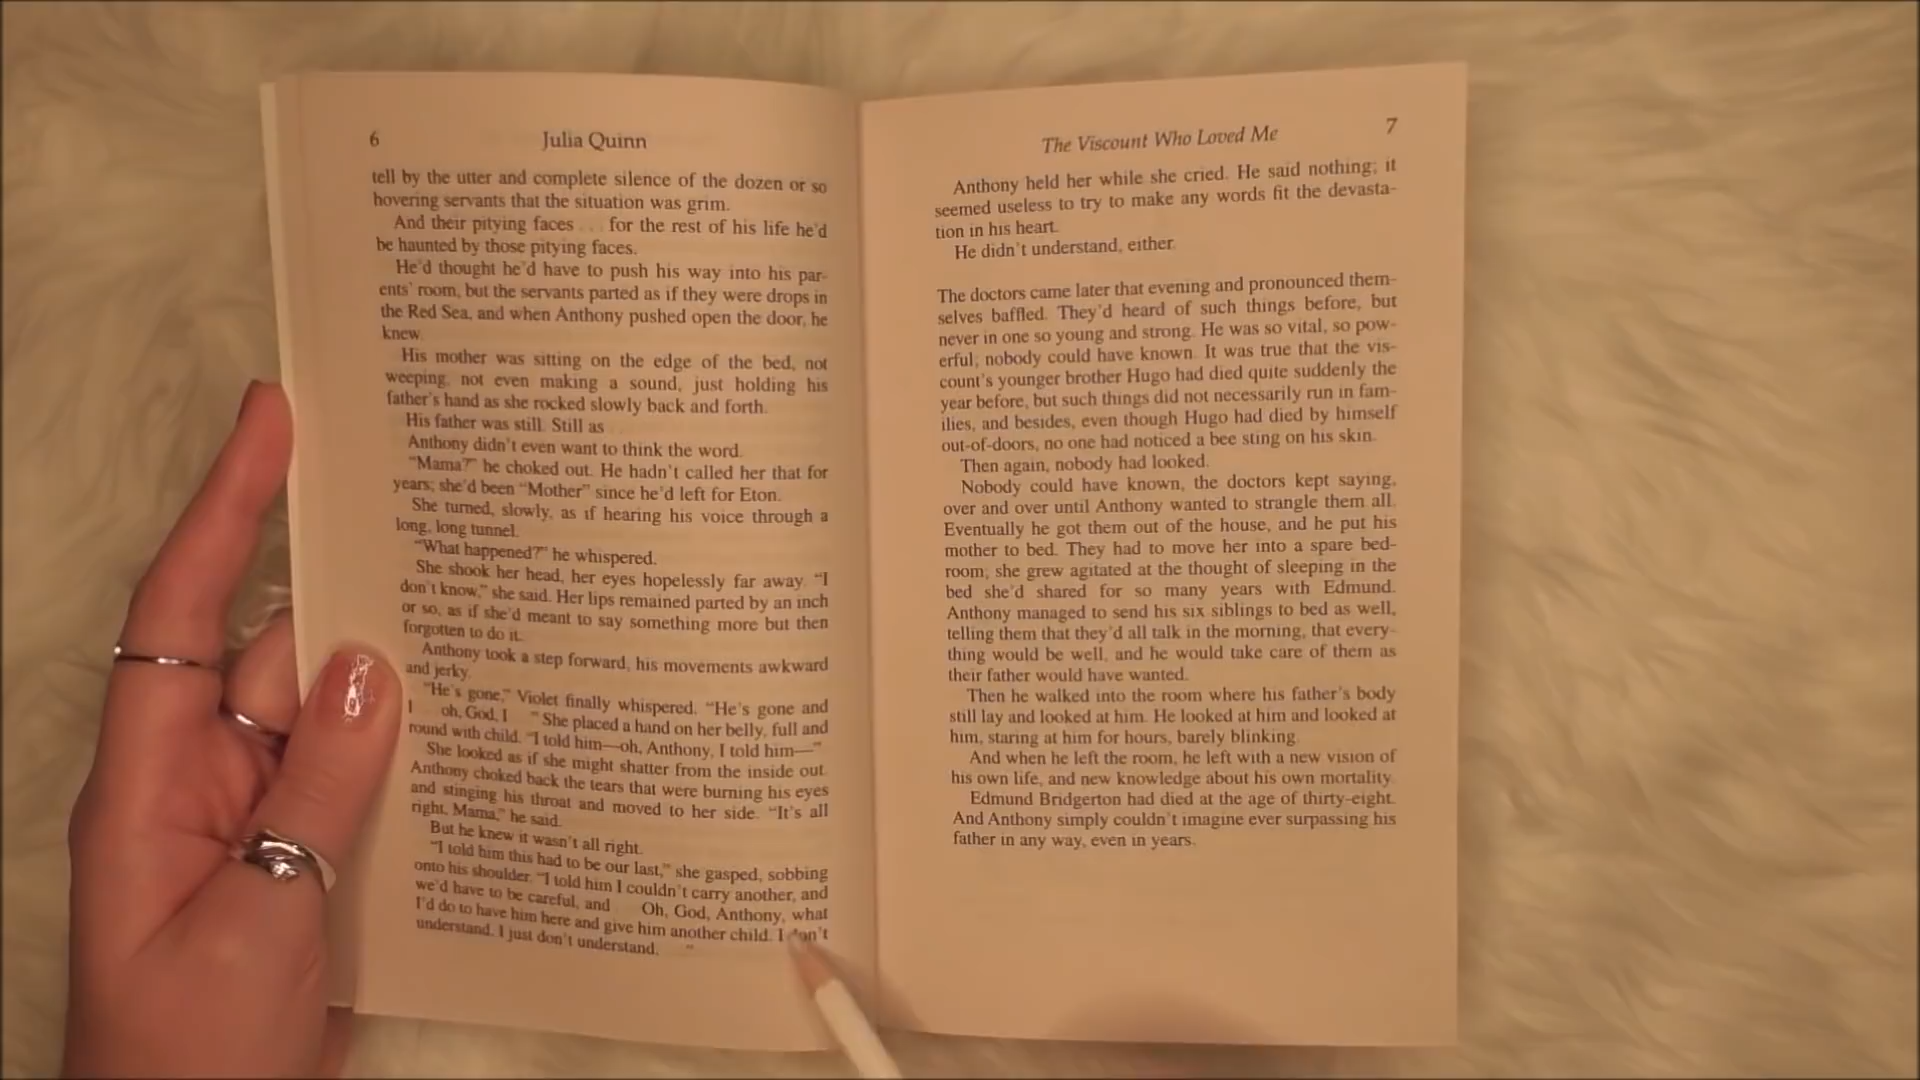 6
Julia Quinn
tell by the utter and complete silence of the dozen or so
hovering servants that the situation was grim.
And their pitying faces . . . for the rest of his life he'd
be haunted by those pitying faces.
He'd thought he'd have to push his way into his par-
ents' room, but the servants parted as if they were drops in
the Red Sea, and when Anthony pushed open the door, he
knew.
His mother was sitting on the edge of the bed, not
weeping, not even making a sound, just holding his
father's hand as she rocked slowly back and forth.
His father was still. Still as
Anthony didn't even want to think the word.
"Mama?" he choked out. He hadn't called her that for
years; she'd been "Mother" since he'd left for Eton.
She turned, slowly, as if hearing his voice through a
long, long tunnel.
"What happened?" he whispered.
She shook her head, her eyes hopelessly far away. "I
don't know," she said. Her lips remained parted by an inch
or so, as if she'd meant to say something more but then
forgotten to do it.
Anthony took a step forward, his movements awkward
and jerky.
"He's gone," Violet finally whispered. "He's gone and
I oh, God, I " She placed a hand on her belly, full and
round with child. "I told him—oh, Anthony, I told him—"
She looked as if she might shatter from the inside out.
Anthony choked back the tears that were burning his eyes
and stinging his throat and moved to her side. "It's all
right, Mama," he said.
But he knew it wasn't all right.
"I told him this had to be our last," she gasped, sobbing
onto his shoulder. "I told him I couldn't carry another, and
we'd have to be careful, and Oh, God, Anthony, what
I'd do to have him here and give him another child. I don't
understand. I just don't understand. "
The Viscount Who Loved Me
7
Anthony held her while she cried. He said nothing; it
seemed useless to try to make any words fit the devasta-
tion in his heart.
He didn't understand, either.
The doctors came later that evening and pronounced them-
selves baffled. They'd heard of such things before, but
never in one so young and strong. He was so vital, so pow-
erful; nobody could have known. It was true that the vis-
count's younger brother Hugo had died quite suddenly the
year before, but such things did not necessarily run in fam-
ilies, and besides, even though Hugo had died by himself
out-of-doors, no one had noticed a bee sting on his skin.
Then again, nobody had looked.
Nobody could have known, the doctors kept saying,
over and over until Anthony wanted to strangle them all.
Eventually he got them out of the house, and he put his
mother to bed. They had to move her into a spare bed-
room; she grew agitated at the thought of sleeping in the
bed she'd shared for so many years with Edmund.
Anthony managed to send his six siblings to bed as well,
telling them that they'd all talk in the morning, that every-
thing would be well, and he would take care of them as
their father would have wanted.
Then he walked into the room where his father's body
still lay and looked at him. He looked at him and looked at
him, staring at him for hours, barely blinking.
And when he left the room, he left with a new vision of
his own life, and new knowledge about his own mortality.
Edmund Bridgerton had died at the age of thirty-eight.
And Anthony simply couldn't imagine ever surpassing his
father in any way, even in years.